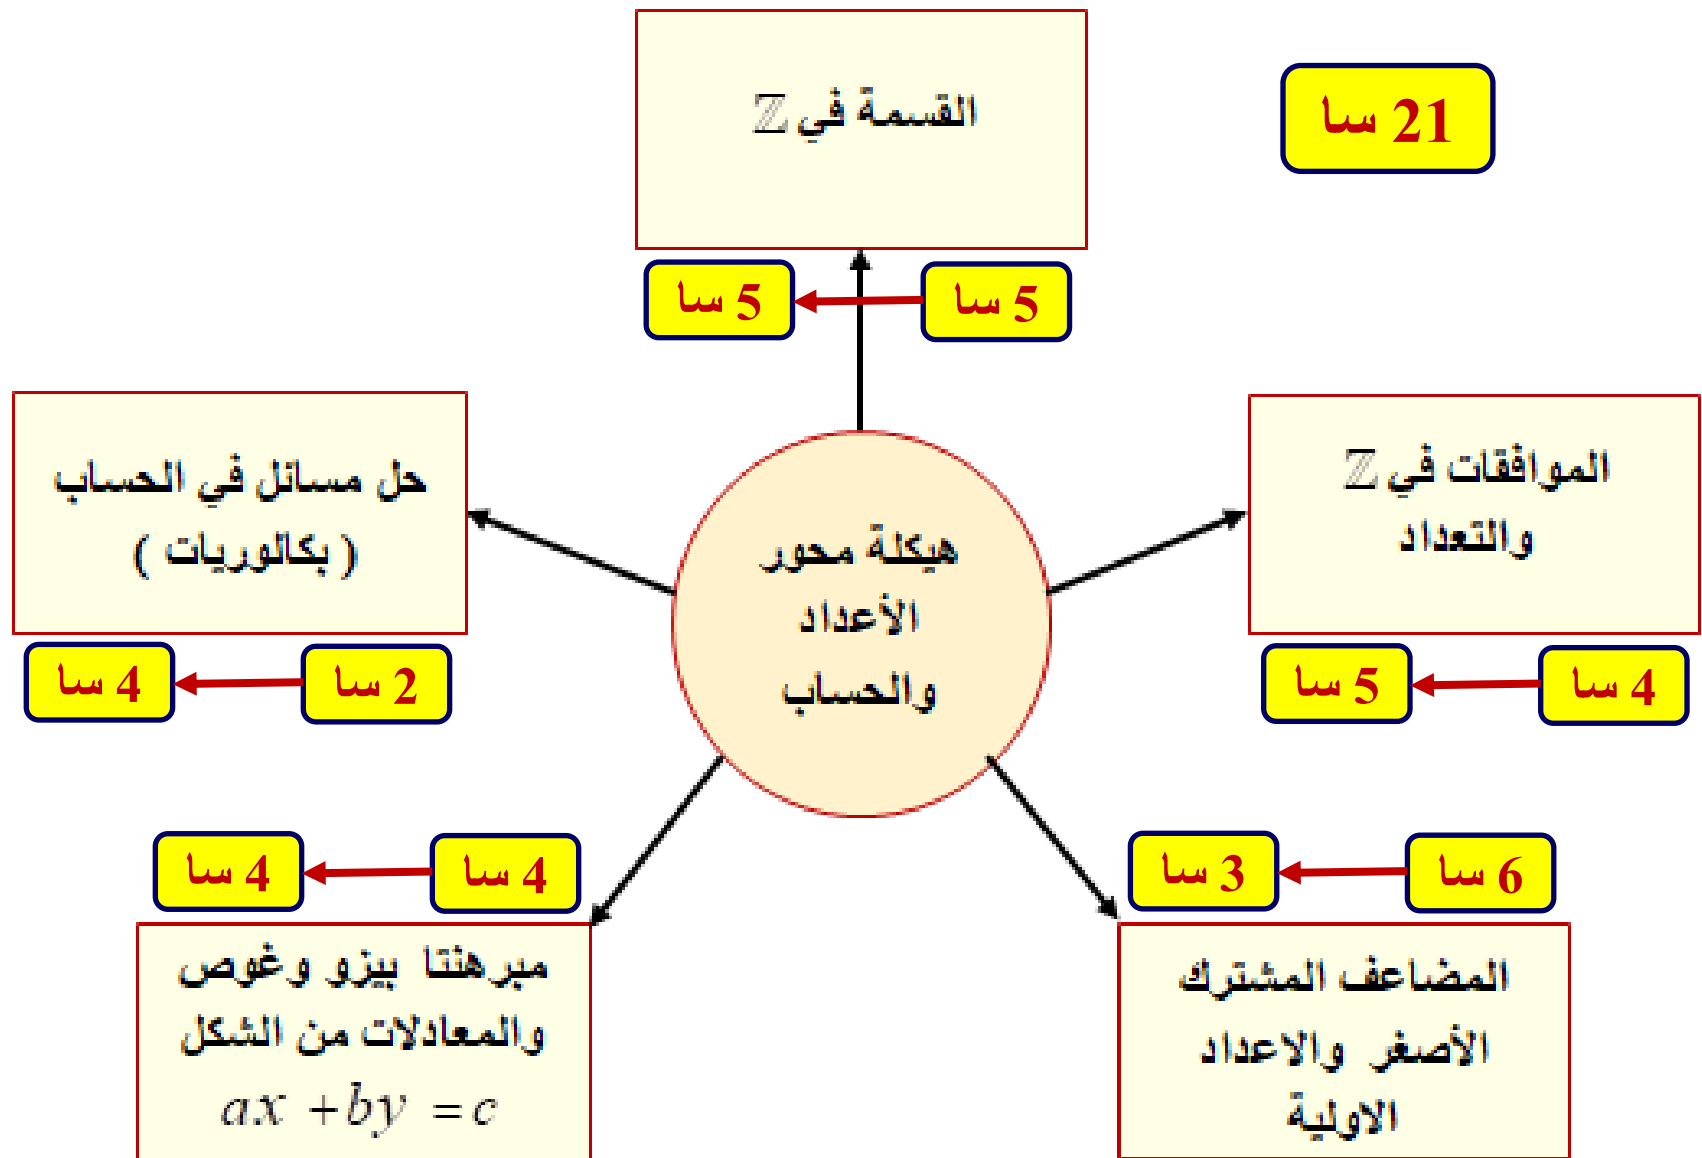 القسمة في ℤ
21 سا
5 سا
5 سا
الموافقات في ℤ
والتعداد
4 سا
5 سا
هيكلة محور
الأعداد
والحساب
حل مسائل في الحساب
( بكالوريات )
2 سا
4 سا
6 سا
3 سا
المضاعف المشترك
الأصغر والاعداد
الاولية
4 سا
4 سا
مبرهنتا بيزو وغوص
والمعادلات من الشكل
ax + by = c